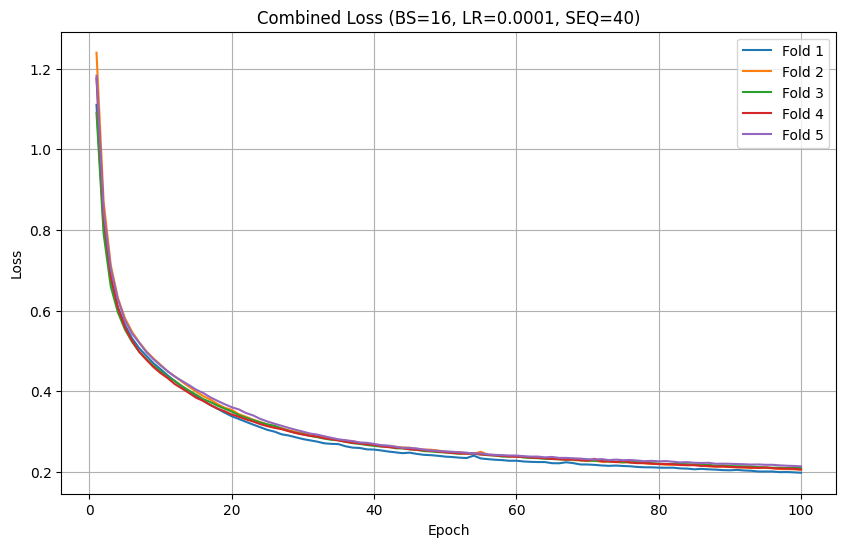 Combined Loss (BS=16, LR=0.0001, SEQ=40)
Fold 1
Fold 2
Fold 3
Fold 4
Fold 5
Loss
1.2
1.0
0.8
0.6
0.4
0.2
0 20 40 60 80 100
Epoch